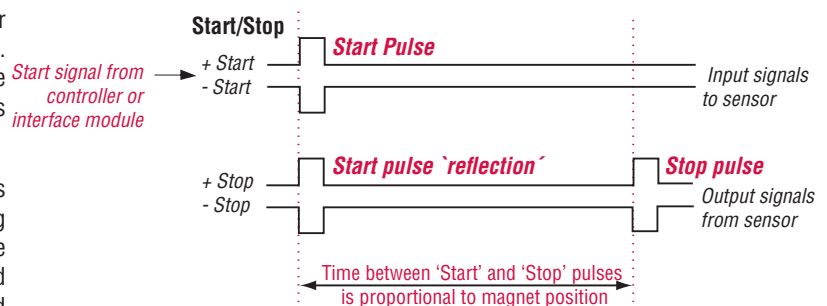 r
.
e
s
s
g
e
d
d
Start/Stop
Start Pulse
+ Start
- Start
Start signal from
controller or
interface module
Input signals
to sensor
Start pulse `reflection´
Stop pulse
+ Stop
- Stop
Output signals
from sensor
Time between ‘Start’ and ‘Stop’ pulses
is proportional to magnet position